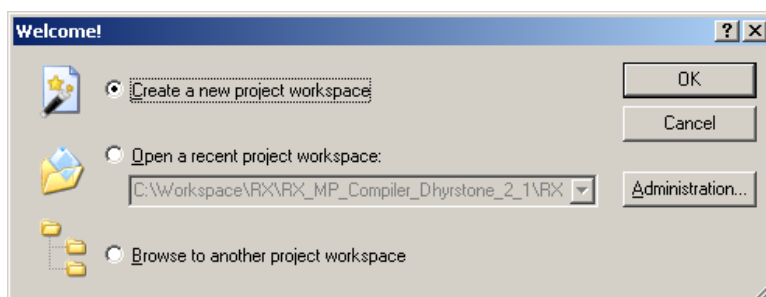 Welcome!
Create a new project workspace
OK
Cancel
Open a recent project workspace:
C:\Workspace\RX\RX_MP_Compiler_Dhyrstone_2_1\RX
Administration...
Browse to another project workspace